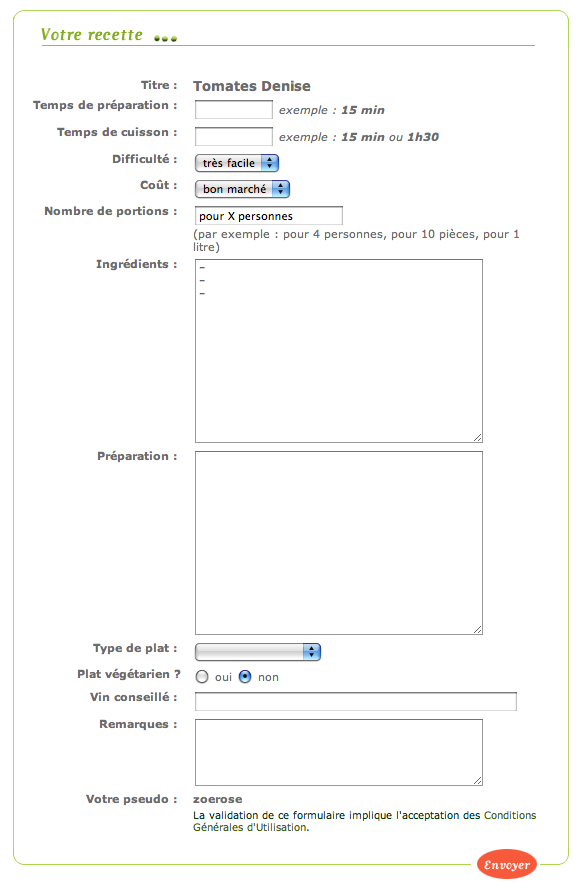 Votre recette
Titre : Tomates Denise
Temps de préparation : exemple : 15 min
Temps de cuisson : exemple : 15 min ou 1h30
Difficulté : très facile
Coût : bon marché
Nombre de portions : pour X personnes
(par exemple : pour 4 personnes, pour 10 pièces, pour 1
litre)
Ingrédients : –
–
–
Préparation :
Type de plat :
Plat végétarien ? oui non
Vin conseillé :
Remarques :
Votre pseudo : zoerose
La validation de ce formulaire implique l'acceptation des Conditions
Générales d'Utilisation.
Envoyer